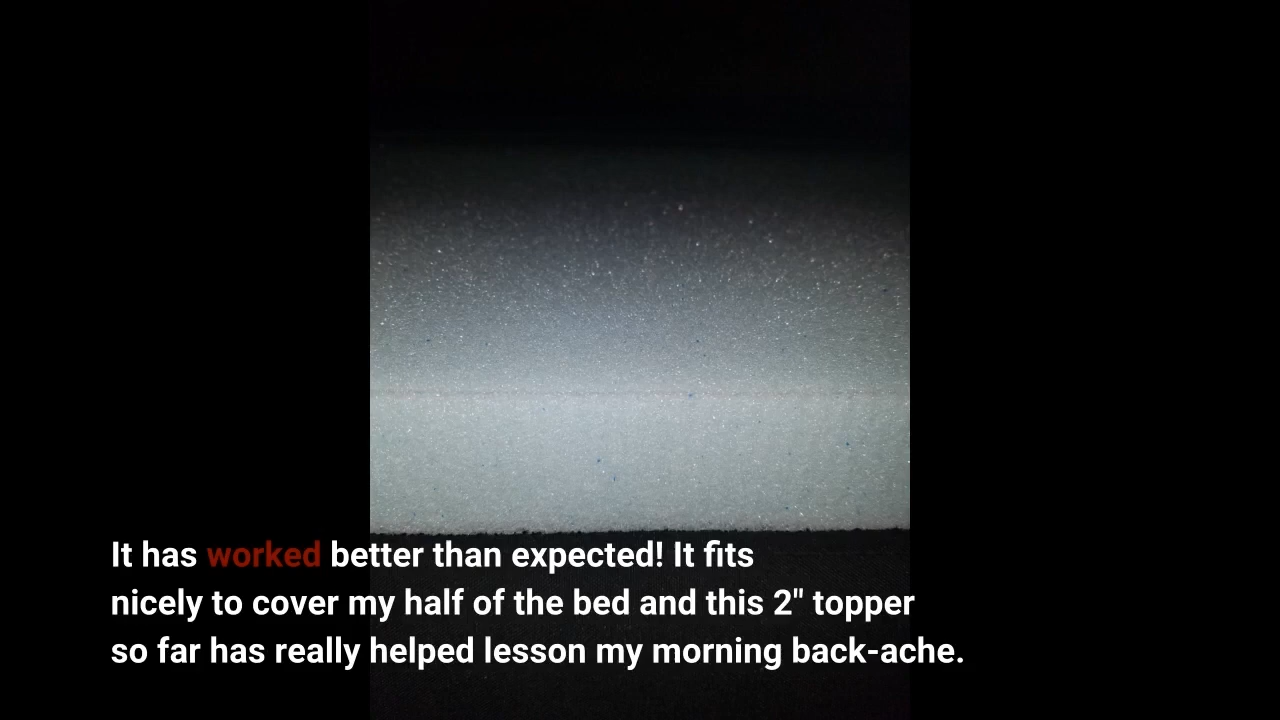 It has worked better than expected! It fits
nicely to cover my half of the bed and this 2" topper
so far has really helped lesson my morning back-ache.